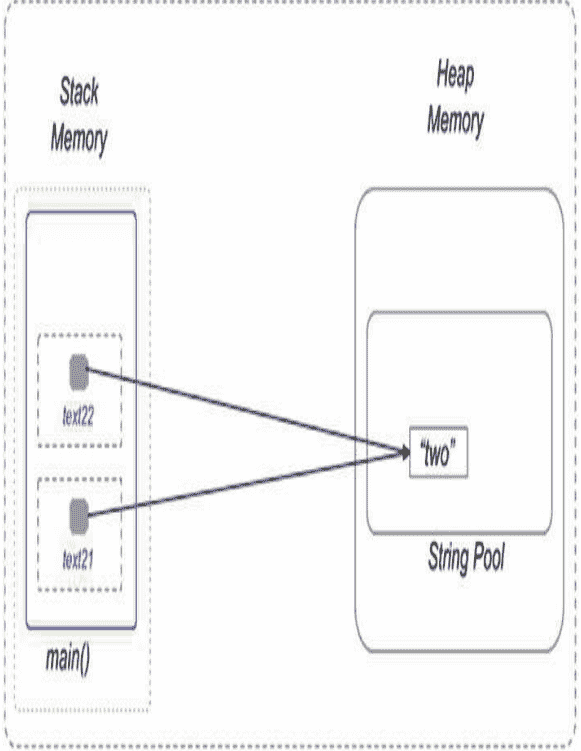 Stack
Memory
Heap
Memory
text22
text21
main()
"two"
String Pool